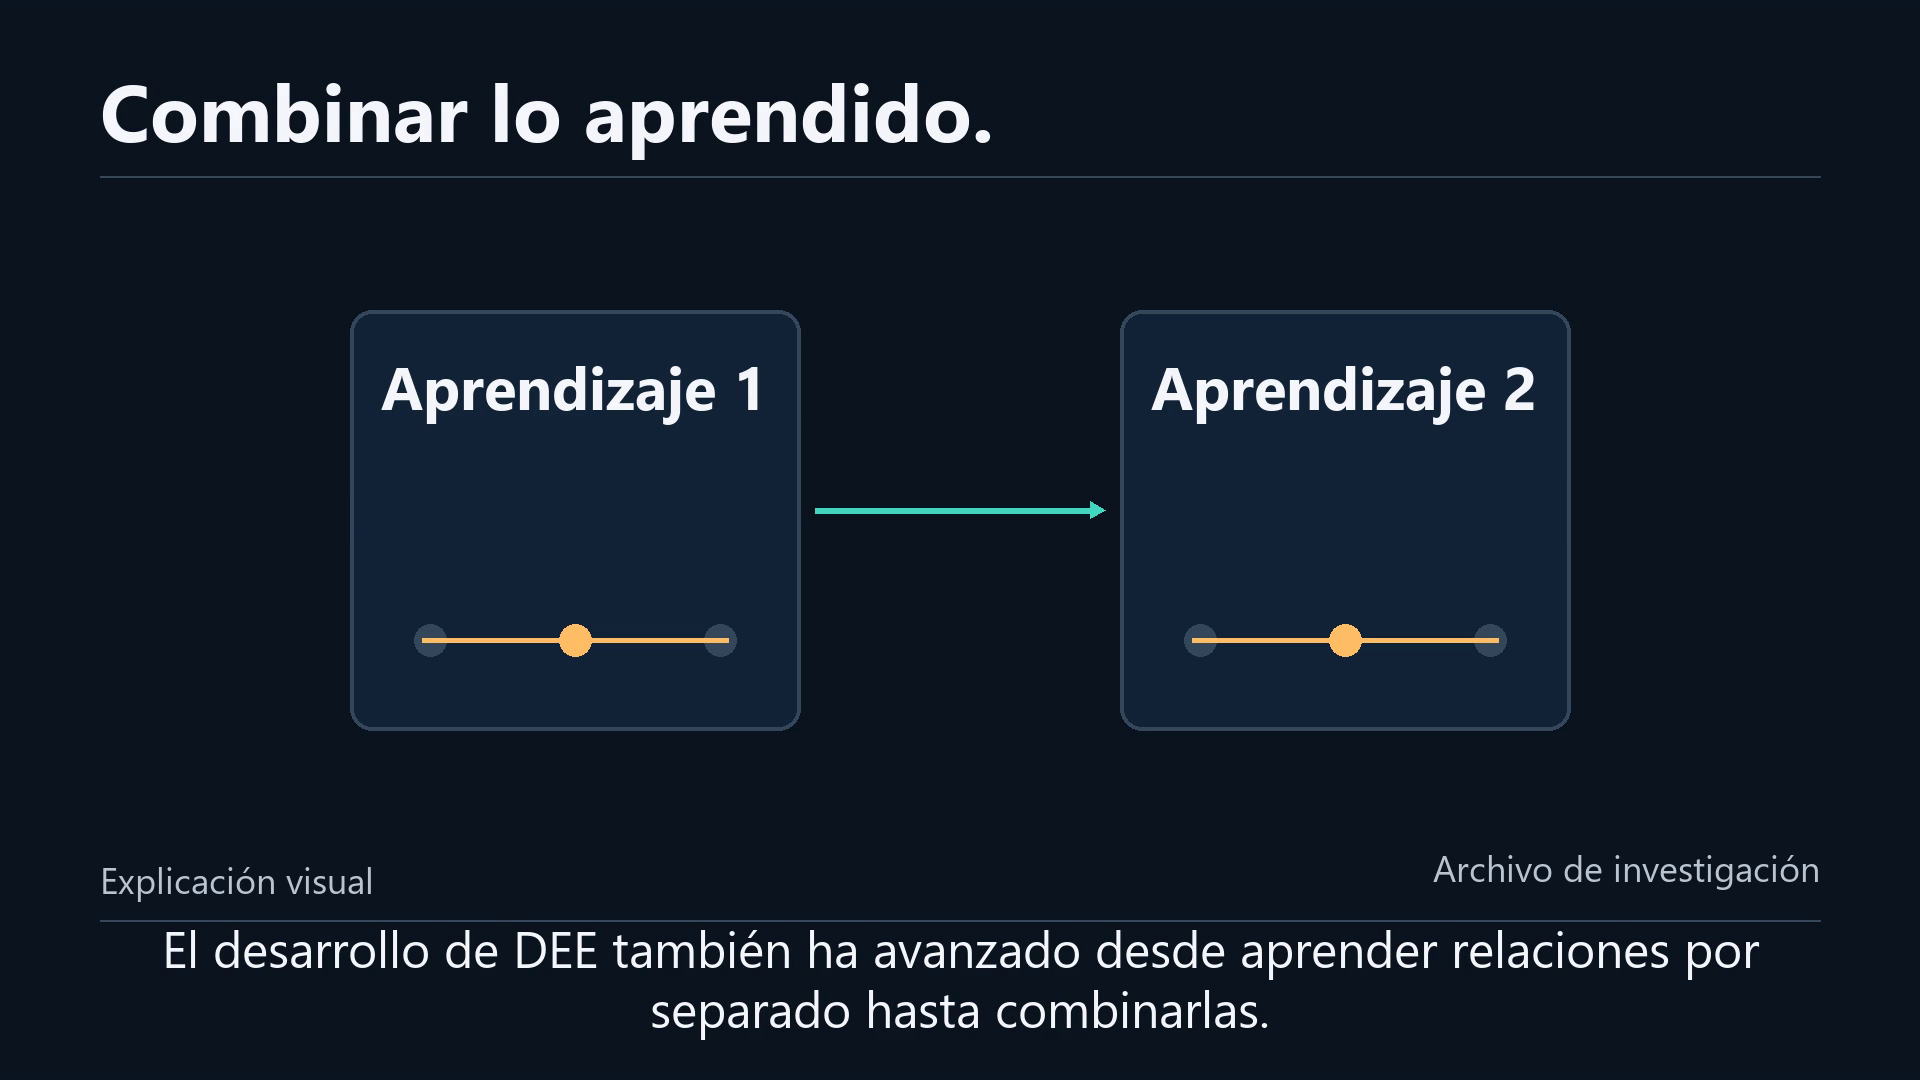 Combinar lo aprendido.
Aprendizaje 1
Aprendizaje 2
Explicación visual
Archivo de investigación
El desarrollo de DEE también ha avanzado desde aprender relaciones por
separado hasta combinarlas.